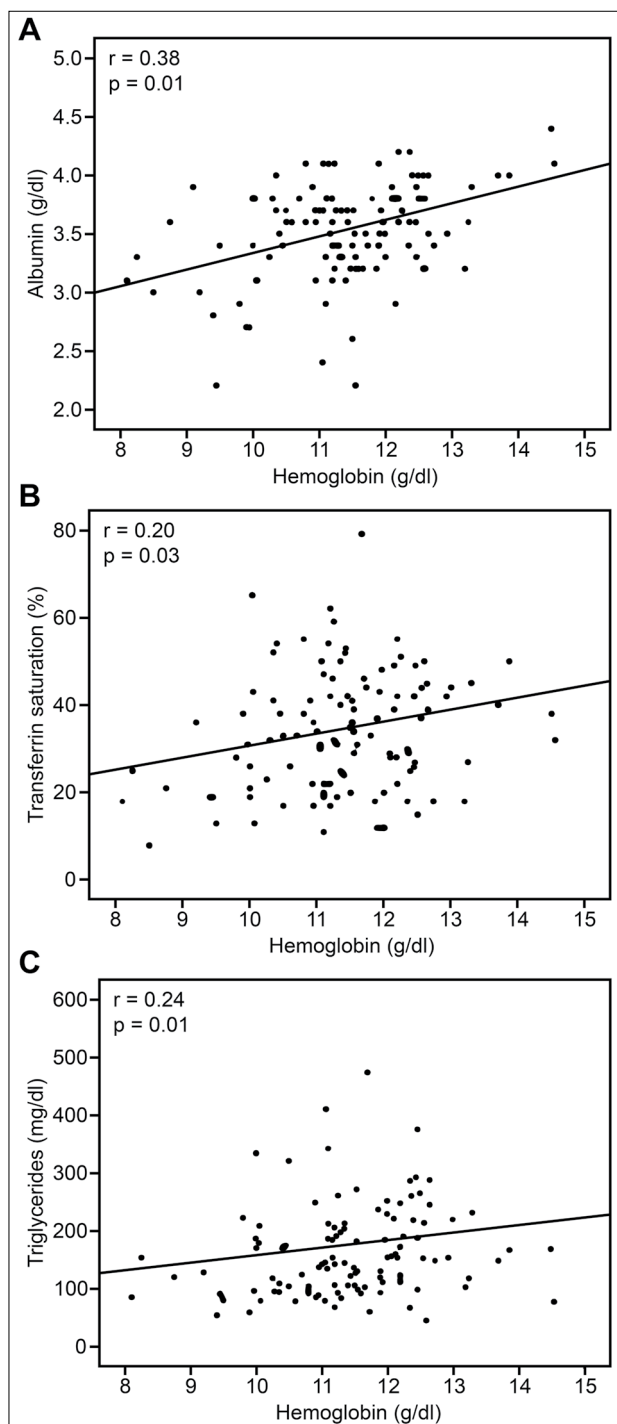 A
r = 0.38
p = 0.01
5.0
4.5
4.0
3.5
3.0
2.5
2.0
Albumin (g/dl)
8 9 10 11 12 13 14 15
Hemoglobin (g/dl)
B
r = 0.20
p = 0.03
80
60
40
20
0
Transferrin saturation (%)
8 9 10 11 12 13 14 15
Hemoglobin (g/dl)
C
r = 0.24
p = 0.01
600
500
400
300
200
100
0
Triglycerides (mg/dl)
8 9 10 11 12 13 14 15
Hemoglobin (g/dl)